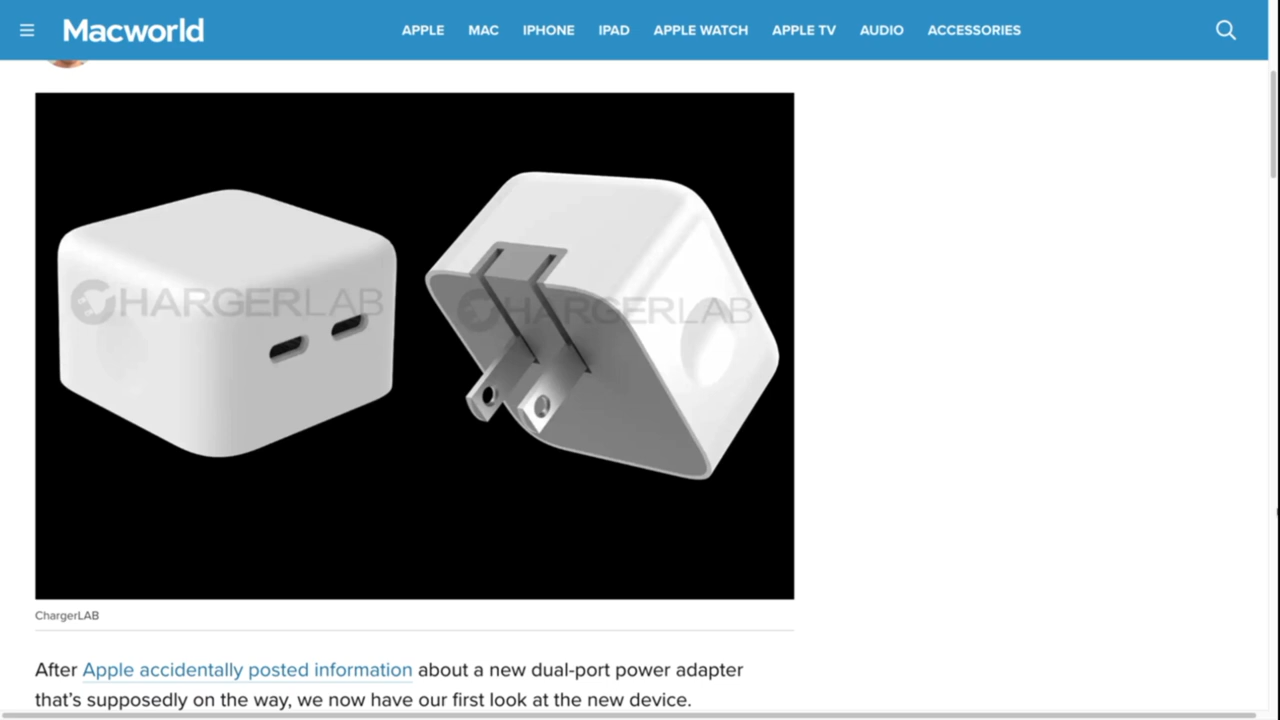 Macworld
APPLE MAC IPHONE IPAD APPLE WATCH APPLE TV AUDIO ACCESSORIES
CHARGERLAB CHARGERLAB
ChargerLAB
After Apple accidentally posted information about a new dual-port power adapter
that's supposedly on the way, we now have our first look at the new device.